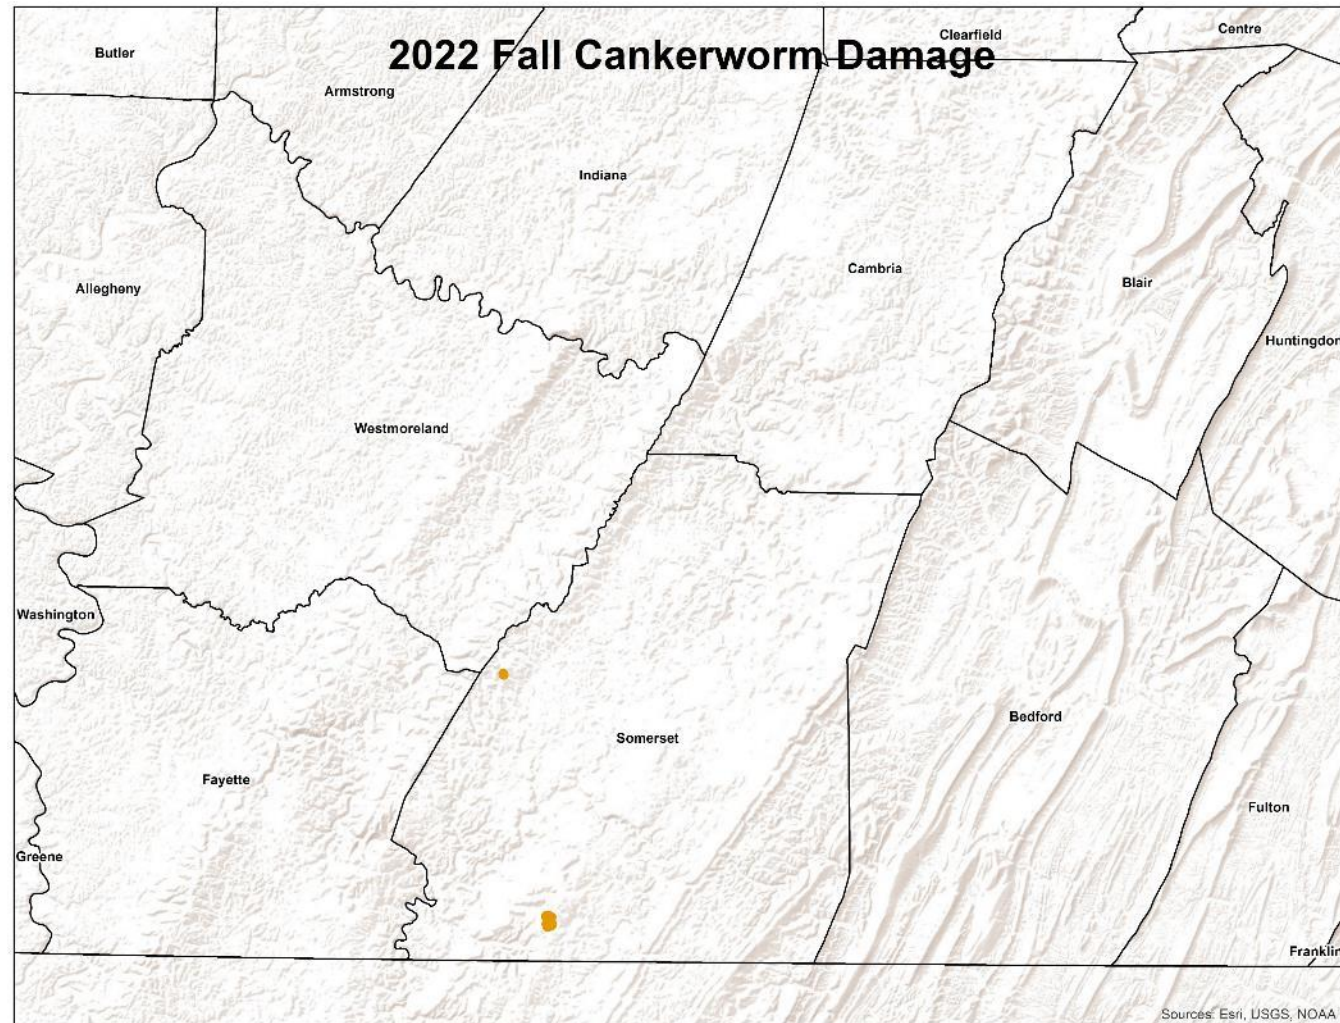 2022 Fall Cankerworm Damage
Butler
Armstrong
Clearfield
Centre
Indiana
Allegheny
Cambria
Blair
Huntingdon
Westmoreland
Washington
Somerset
Bedford
Fayette
Fulton
Greene
Franklin
Sources: Esri, USGS, NOAA